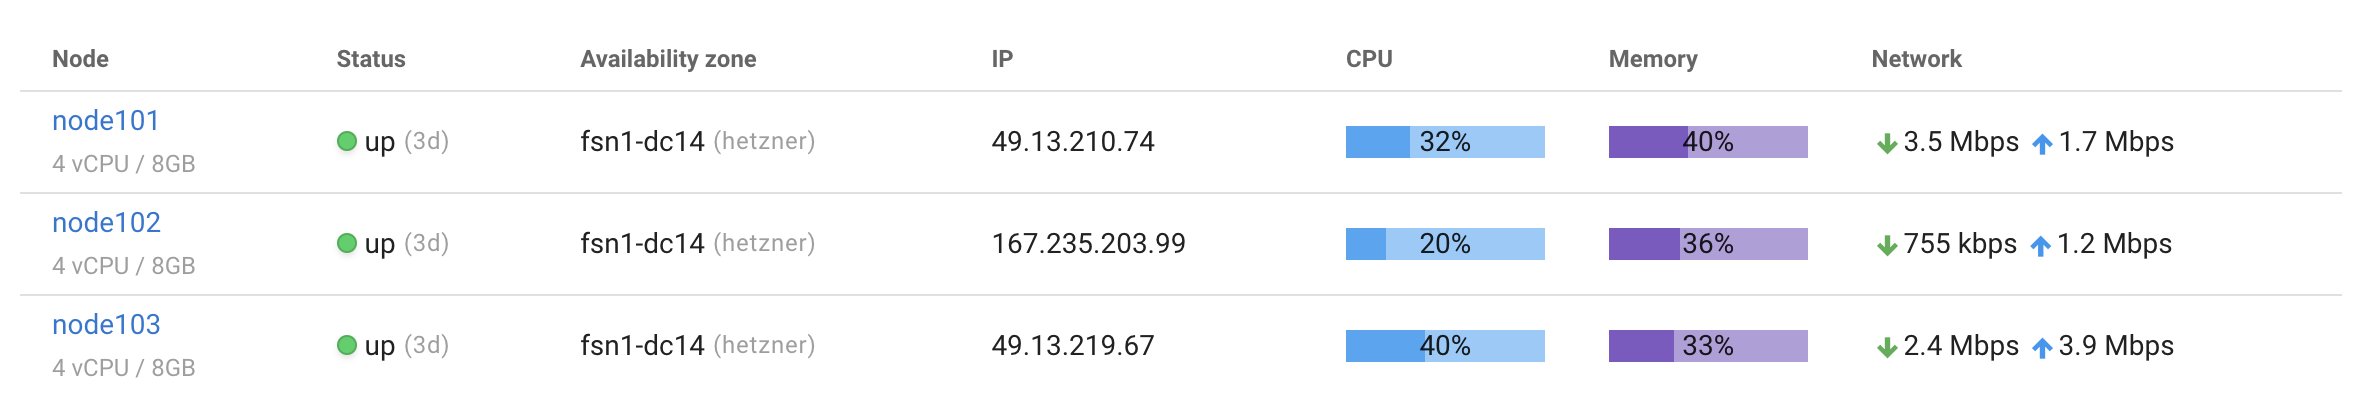 Node Status Availability zone IP CPU Memory Network
node101
4 vCPU / 8GB
up (3d) fsn1-dc14 (hetzner) 49.13.210.74 32% 40% 3.5 Mbps 1.7 Mbps
node102
4 vCPU / 8GB
up (3d) fsn1-dc14 (hetzner) 167.235.203.99 20% 36% 755 kbps 1.2 Mbps
node103
4 vCPU / 8GB
up (3d) fsn1-dc14 (hetzner) 49.13.219.67 40% 33% 2.4 Mbps 3.9 Mbps